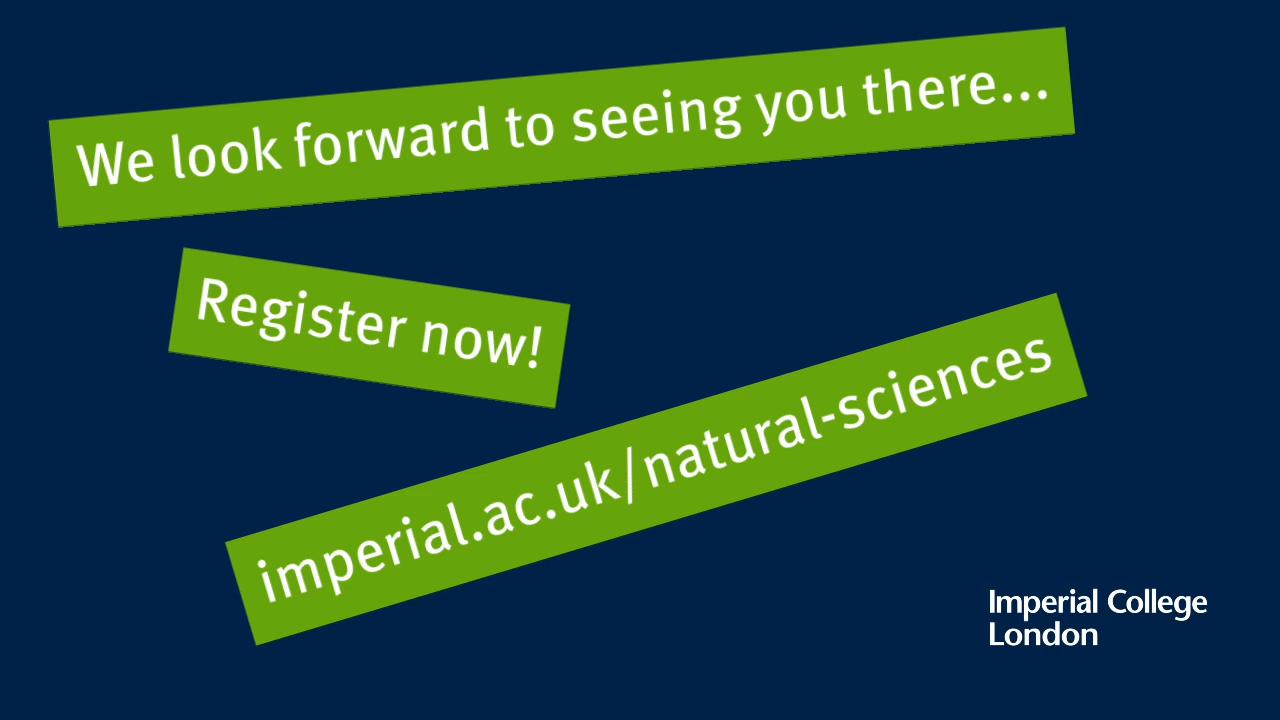 We look forward to seeing you there...
Register now!
imperial.ac.uk/natural-sciences
Imperial College
London